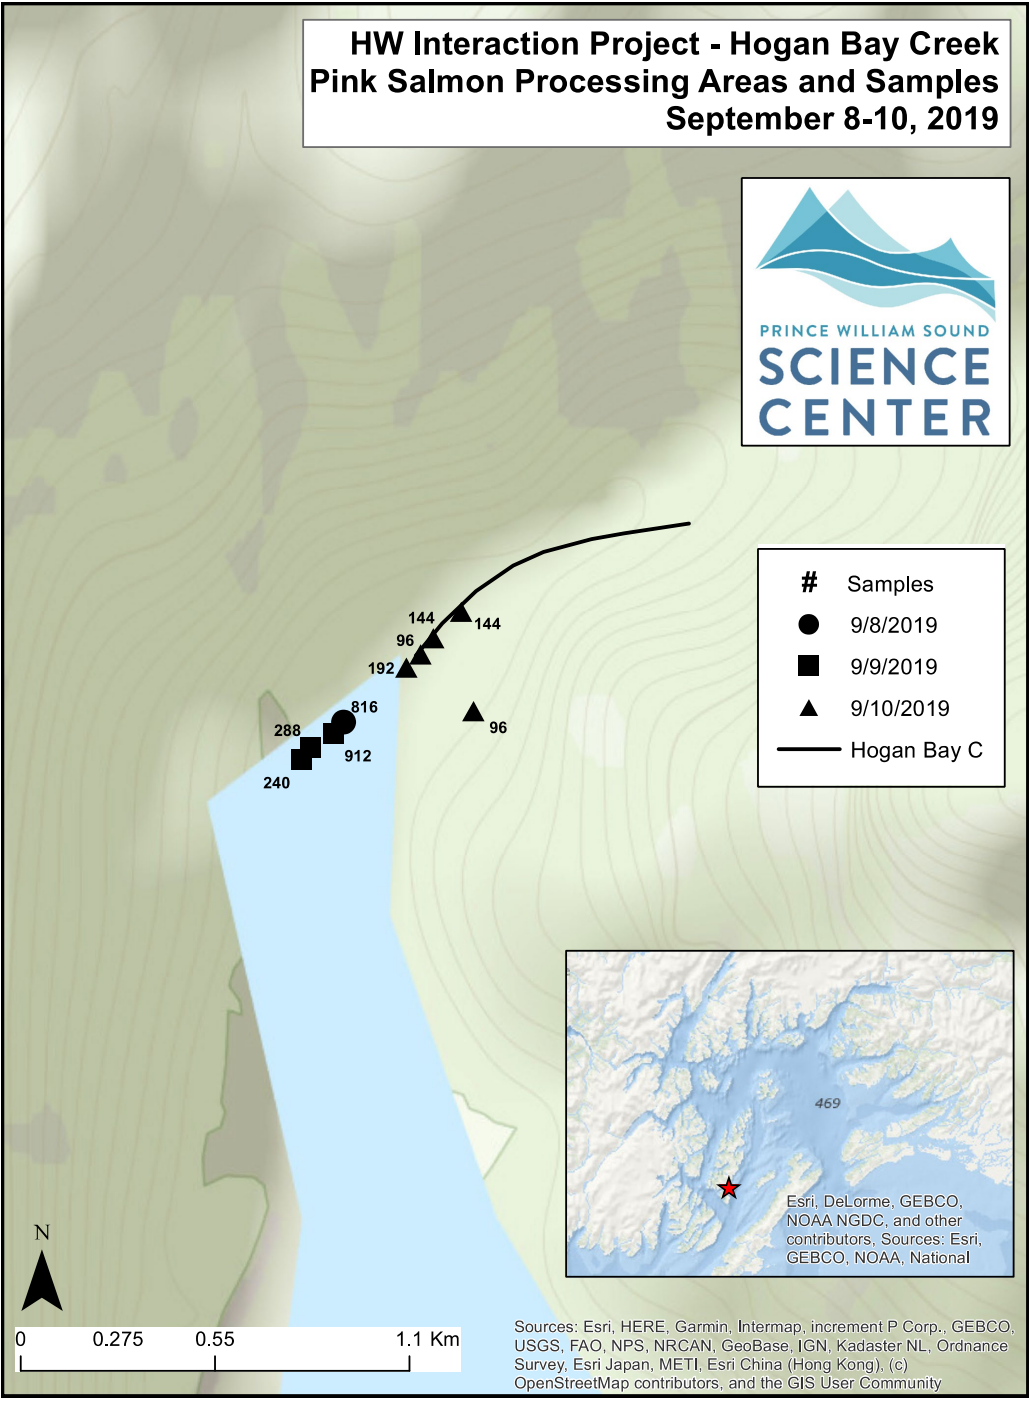 HW Interaction Project - Hogan Bay Creek
Pink Salmon Processing Areas and Samples
September 8-10, 2019
PRINCE WILLIAM SOUND
SCIENCE
CENTER
# Samples
9/8/2019
9/9/2019
9/10/2019
Hogan Bay C
144
144
96
192
96
816
288
912
240
469
Esri, DeLorme, GEBCO,
NOAA NGDC, and other
contributors, Sources: Esri,
GEBCO, NOAA, National
N
0 0.275 0.55 1.1 Km
Sources: Esri, HERE, Garmin, Intermap, increment P Corp., GEBCO,
USGS, FAO, NPS, NRCAN, GeoBase, IGN, Kadaster NL, Ordnance
Survey, Esri Japan, METI, Esri China (Hong Kong), (c)
OpenStreetMap contributors, and the GIS User Community